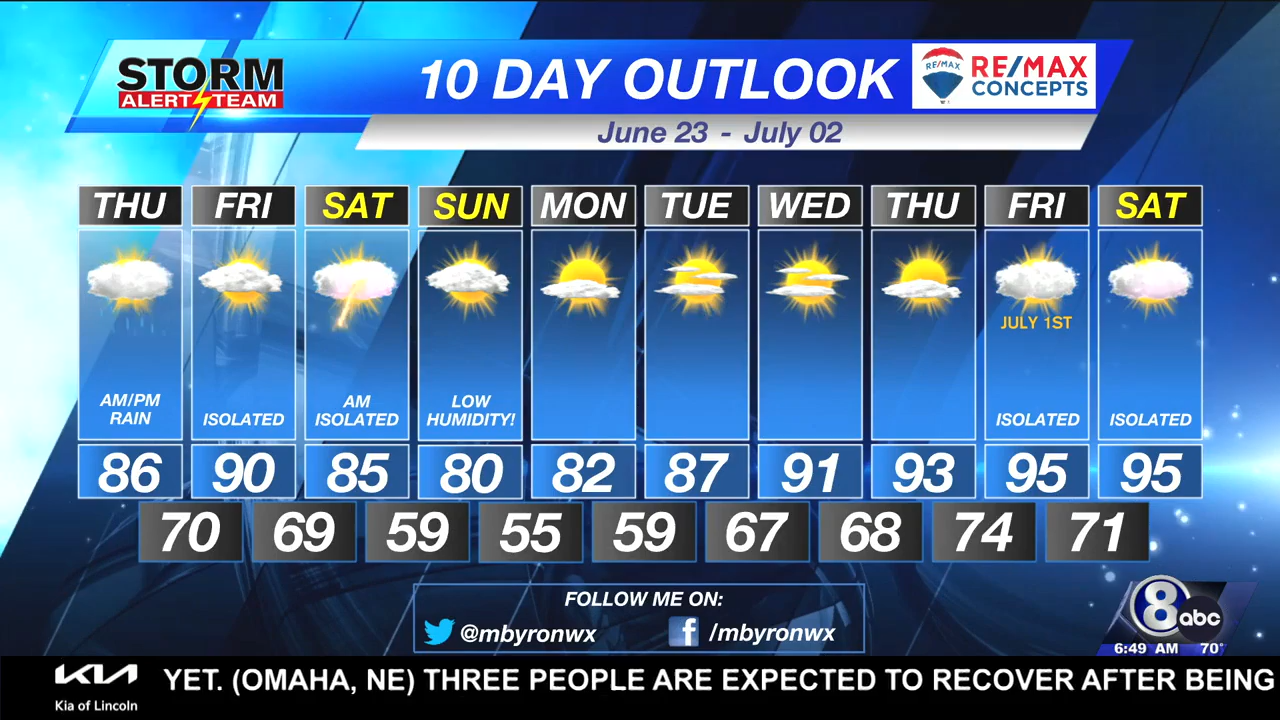 STORM
ALERT TEAM
10 DAY OUTLOOK
RE/MAX
RE/MAX
CONCEPTS
June 23 - July 02
THU FRI SAT SUN MON TUE WED THU FRI SAT
JULY 1ST
AM/PM
RAIN
ISOLATED
AM
ISOLATED
LOW
HUMIDITY!
ISOLATED
ISOLATED
86 90 85 80 82 87 91 93 95 95
70 69 59 55 59 67 68 74 71
FOLLOW ME ON:
@mbyronwx f /mbyronwx
8 abc
6:49 AM 70°
KIA
Kia of Lincoln
YET. (OMAHA, NE) THREE PEOPLE ARE EXPECTED TO RECOVER AFTER BEING